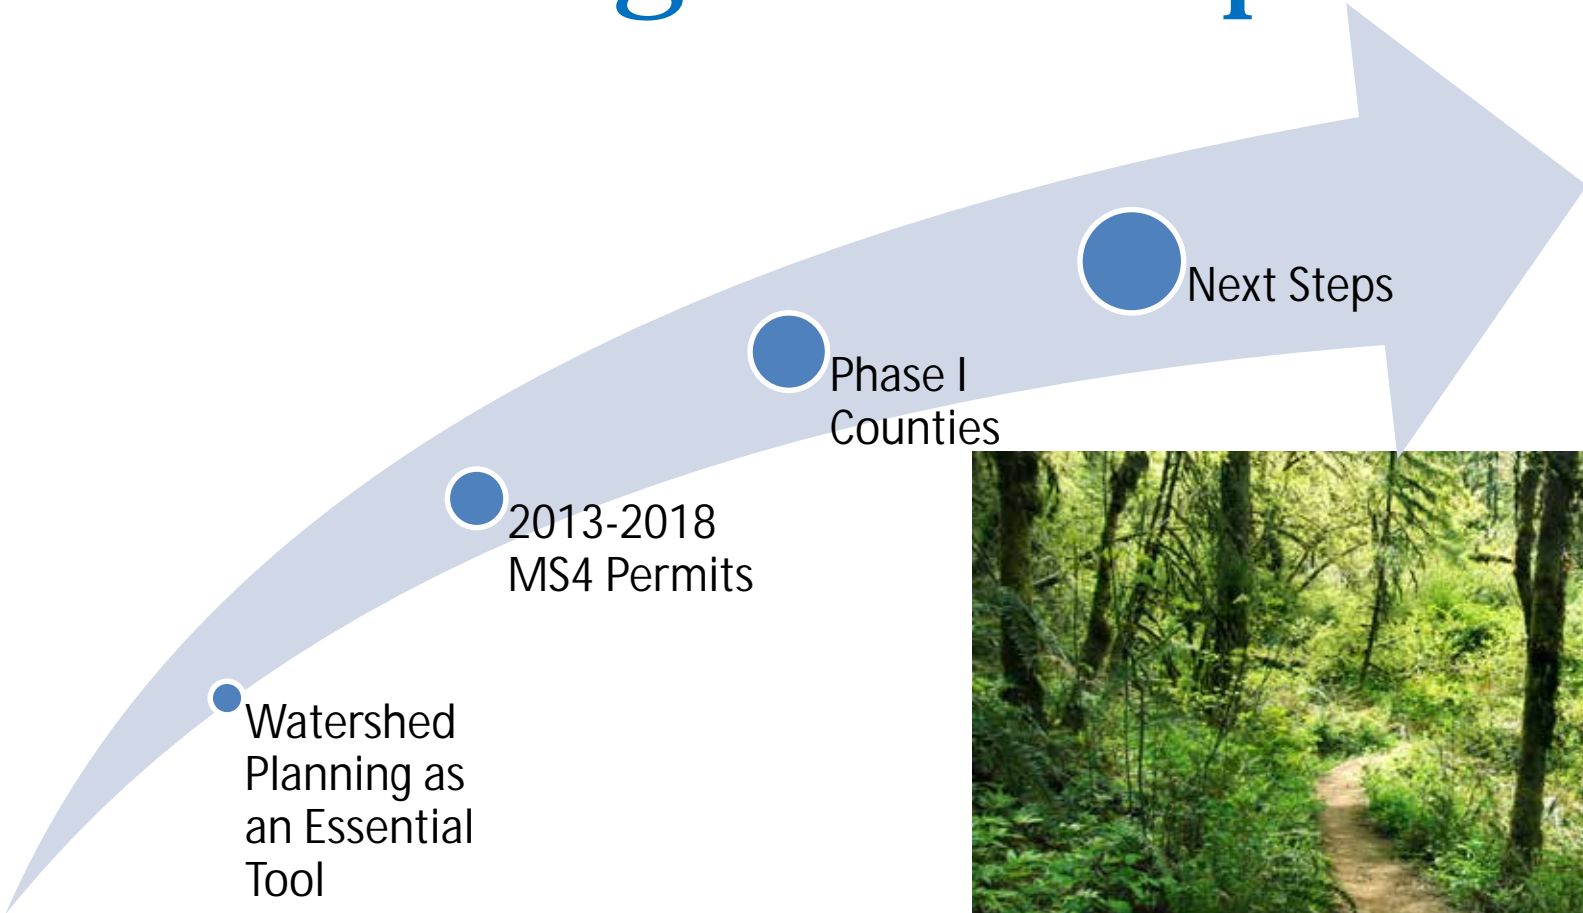 Watershed
Planning as
an Essential
Tool
2013-2018
MS4 Permits
Phase I
Counties
Next Steps